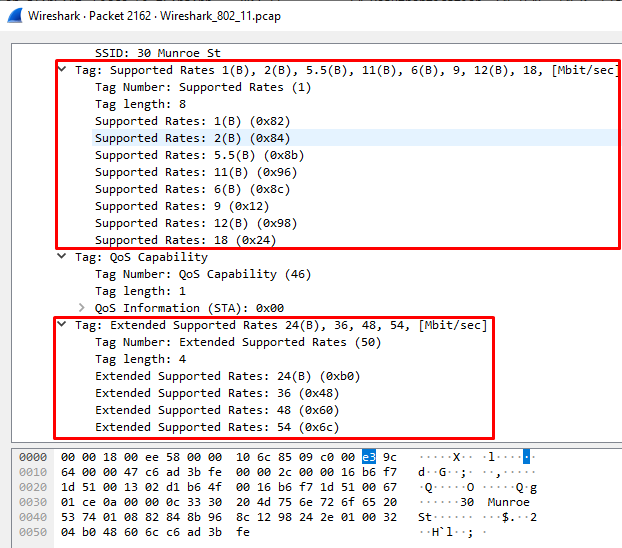 Wireshark · Packet 2162 · Wireshark_802_11.pcap
SSID: 30 Munroe St
Tag: Supported Rates 1(B), 2(B), 5.5(B), 11(B), 6(B), 9, 12(B), 18, [Mbit/sec]
Tag Number: Supported Rates (1)
Tag length: 8
Supported Rates: 1(B) (0x82)
Supported Rates: 2(B) (0x84)
Supported Rates: 5.5(B) (0x8b)
Supported Rates: 11(B) (0x96)
Supported Rates: 6(B) (0x8c)
Supported Rates: 9 (0x12)
Supported Rates: 12(B) (0x98)
Supported Rates: 18 (0x24)
Tag: QoS Capability
Tag Number: QoS Capability (46)
Tag length: 1
QoS Information (STA): 0x00
Tag: Extended Supported Rates 24(B), 36, 48, 54, [Mbit/sec]
Tag Number: Extended Supported Rates (50)
Tag length: 4
Extended Supported Rates: 24(B) (0xb0)
Extended Supported Rates: 36 (0x48)
Extended Supported Rates: 48 (0x60)
Extended Supported Rates: 54 (0x6c)
0000 00 00 18 00 ee 58 00 00 10 6c 85 09 c0 00 e3 9c ·····X·· ·l······
0010 64 00 00 47 c6 ad 3b fe 00 00 2c 00 00 16 b6 f7 d··G··;· ··,·····
0020 1d 51 00 13 02 d1 b6 4f 00 16 b6 f7 1d 51 00 67 ·Q·····O ·····Q·g
0030 01 ce 0a 00 00 0c 33 30 20 4d 75 6e 72 6f 65 20 ······30 Munroe
0040 53 74 01 08 82 84 8b 96 8c 12 98 24 2e 01 00 32 St······ ···$.··2
0050 04 b0 48 60 6c c6 ad 3b fe ··H`l··; ·